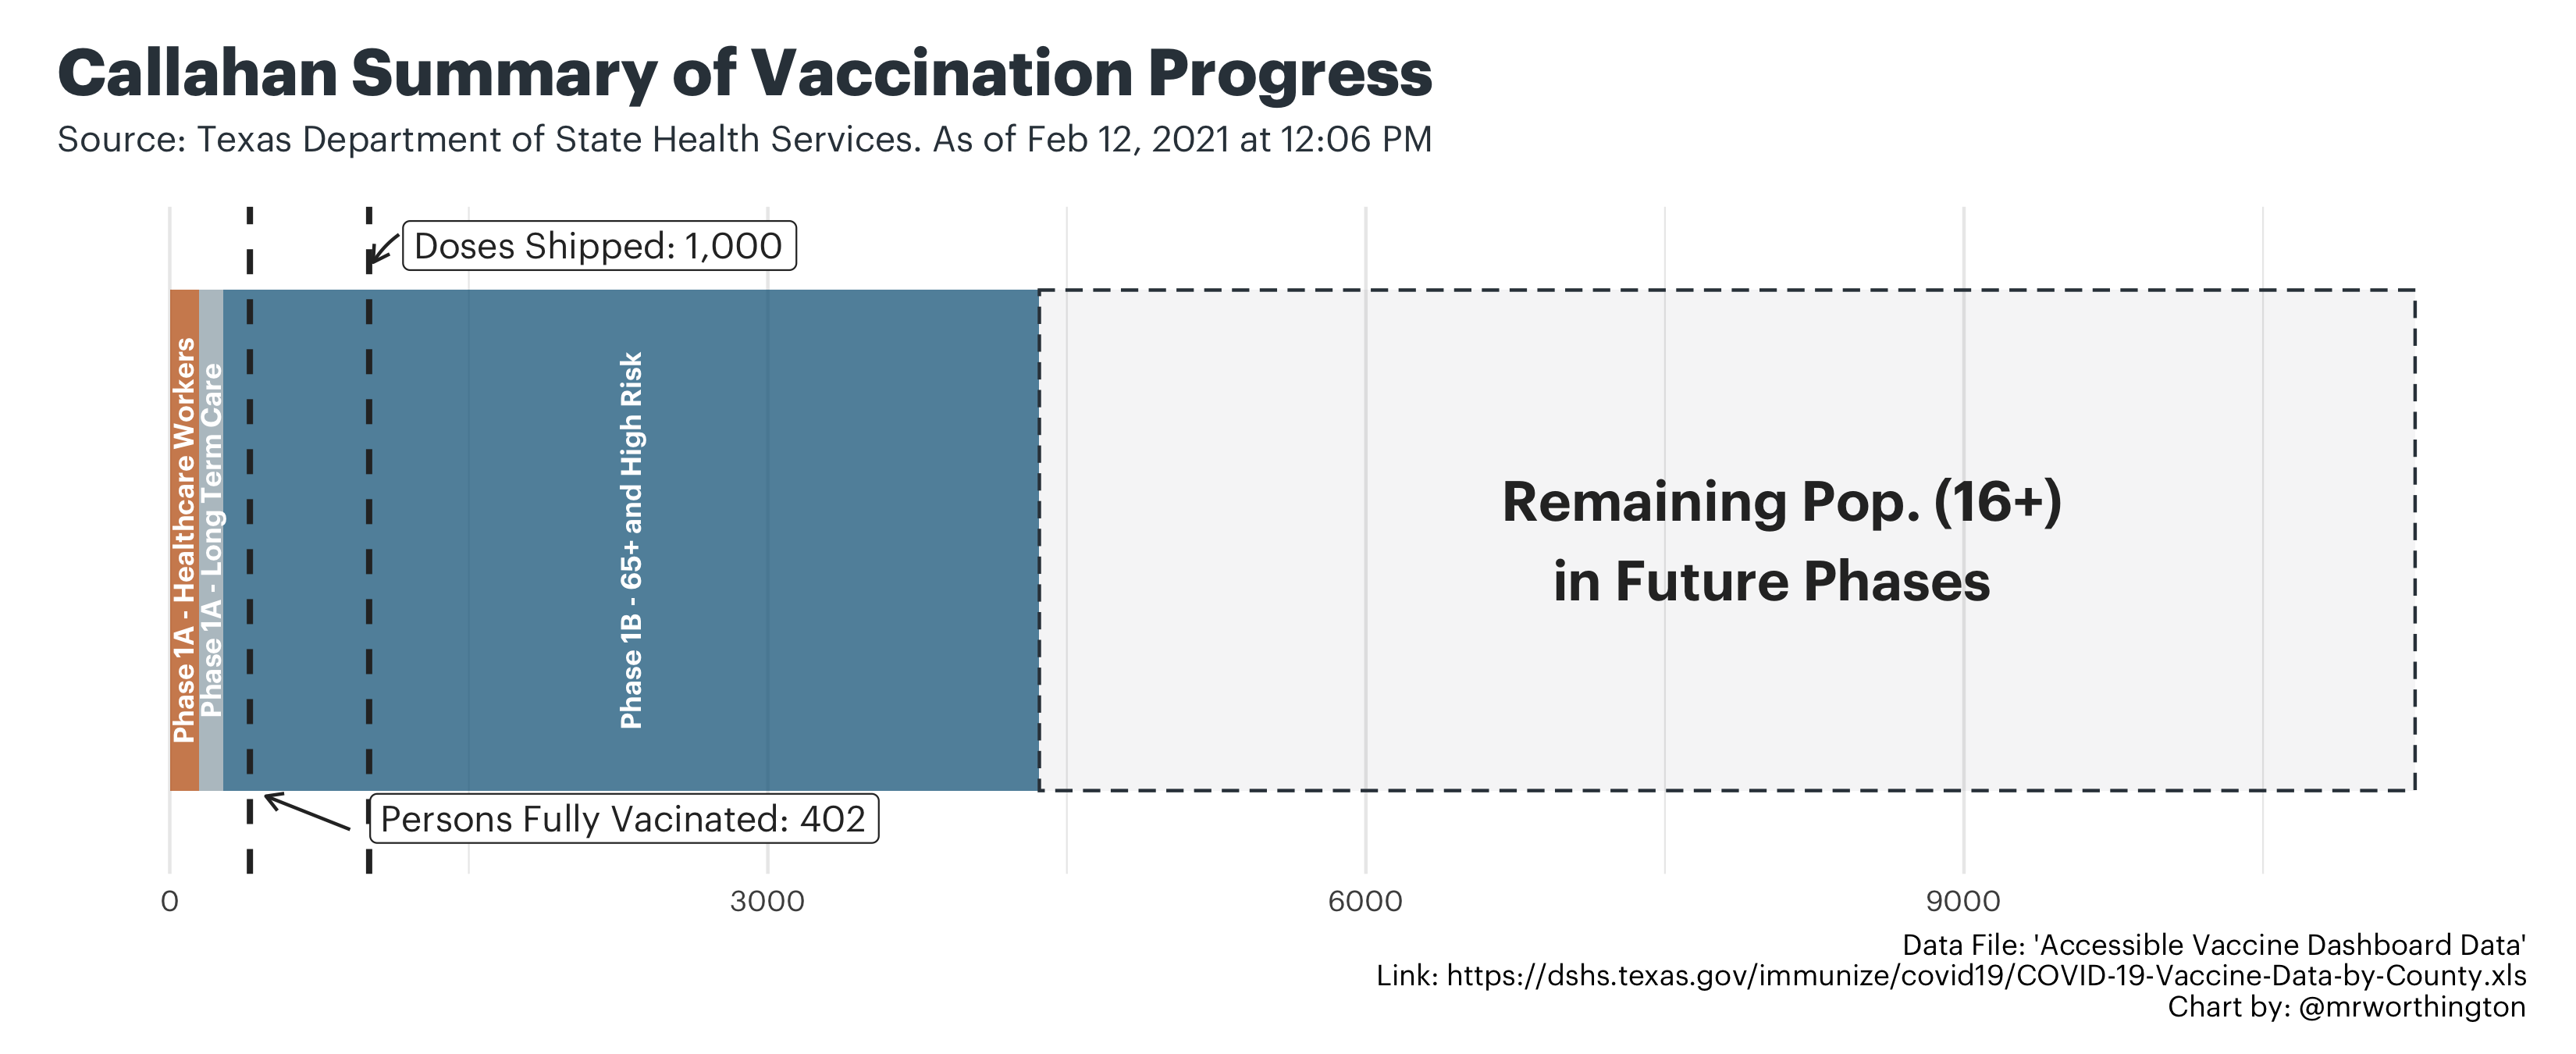 Callahan Summary of Vaccination Progress
Source: Texas Department of State Health Services. As of Feb 12, 2021 at 12:06 PM
Doses Shipped: 1,000
Phase 1A - Healthcare Workers
Phase 1A - Long Term Care
Phase 1B - 65+ and High Risk
Remaining Pop. (16+)
in Future Phases
Persons Fully Vacinated: 402
0
3000
6000
9000
Data File: 'Accessible Vaccine Dashboard Data'
Link: https://dshs.texas.gov/immunize/covid19/COVID-19-Vaccine-Data-by-County.xls
Chart by: @mrworthington